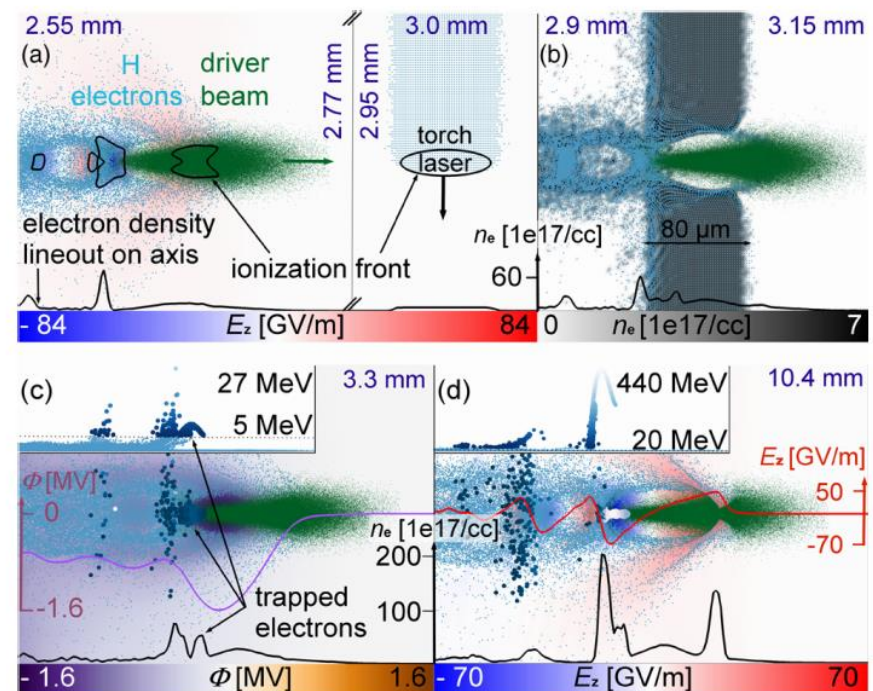 2.55 mm
(a)
H
electrons
driver
beam
2.77 mm
2.95 mm
3.0 mm
torch
laser
electron density
lineout on axis
ionization front
- 84
Ez [GV/m]
84
2.9 mm
3.15 mm
(b)
80 μm
ne [1e17/cc]
60
0
ne [1e17/cc]
7
(c)
27 MeV
5 MeV
3.3 mm
Φ [MV]
0
-1.6
trapped
electrons
- 1.6
Φ [MV]
1.6
(d)
440 MeV
20 MeV
10.4 mm
Ez [GV/m]
50
-70
ne [1e17/cc]
200
100
- 70
Ez [GV/m]
70